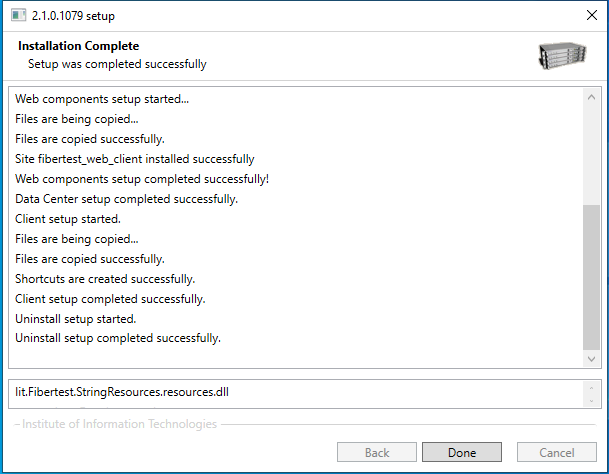 2.1.0.1079 setup
Installation Complete
Setup was completed successfully
Web components setup started...
Files are being copied...
Files are copied successfully.
Site fibertest_web_client installed successfully
Web components setup completed successfully!
Data Center setup completed successfully.
Client setup started.
Files are being copied...
Files are copied successfully.
Shortcuts are created successfully.
Client setup completed successfully.
Uninstall setup started.
Uninstall setup completed successfully.
Iit.Fibertest.StringResources.resources.dll
Institute of Information Technologies
Back
Done
Cancel